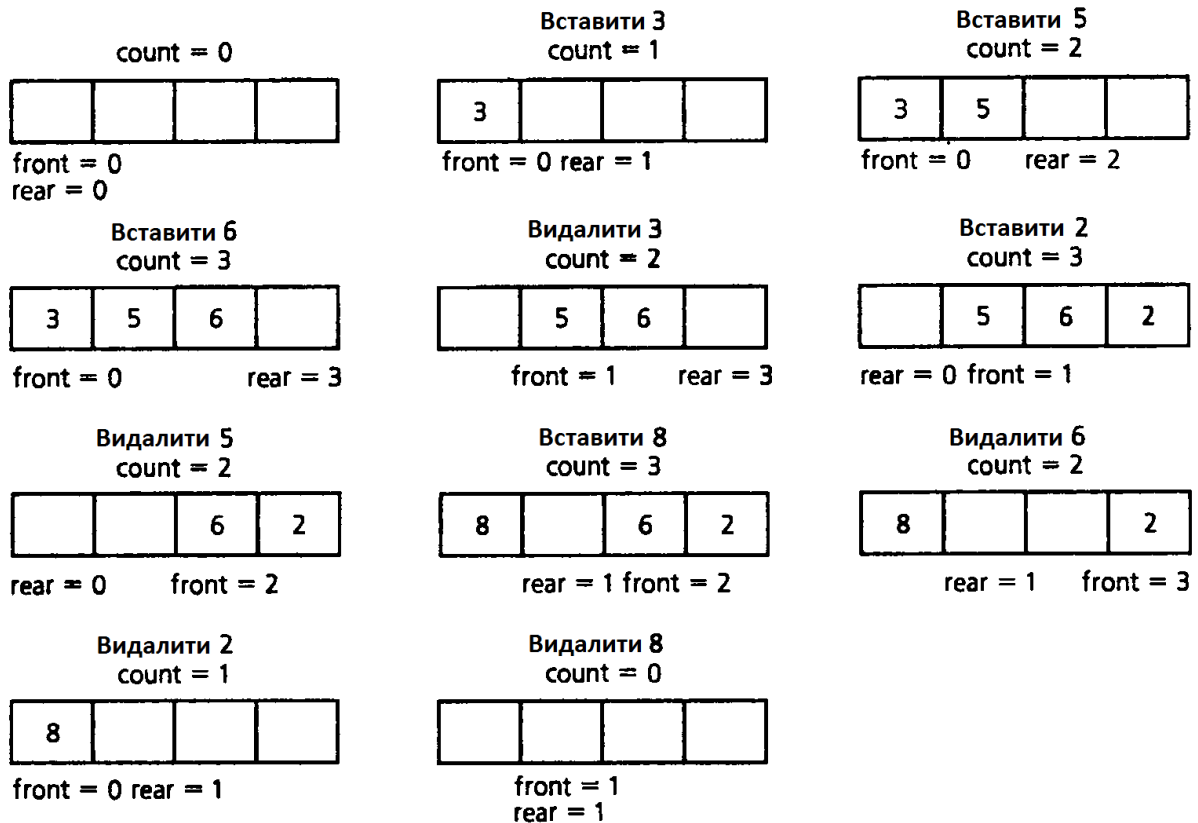 count = 0
front = 0
rear = 0
Вставити 3
count = 1
3
front = 0 rear = 1
Вставити 5
count = 2
3 5
front = 0 rear = 2
Вставити 6
count = 3
3 5 6
front = 0 rear = 3
Видалити 3
count = 2
5 6
front = 1 rear = 3
Вставити 2
count = 3
5 6 2
rear = 0 front = 1
Видалити 5
count = 2
6 2
rear = 0 front = 2
Вставити 8
count = 3
8 6 2
rear = 1 front = 2
Видалити 6
count = 2
8 2
rear = 1 front = 3
Видалити 2
count = 1
8
front = 0 rear = 1
Видалити 8
count = 0
front = 1
rear = 1